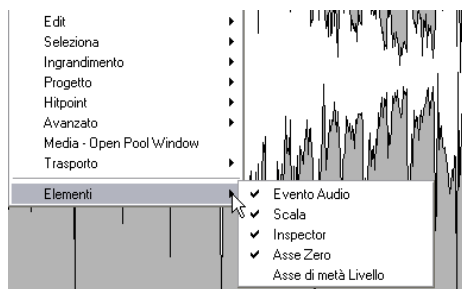 Edit
Seleziona
Ingrandimento
Progetto
Hitpoint
Avanzato
Media - Open Pool Window
Trasporto
Elementi
Evento Audio
Scala
Inspector
Asse Zero
Asse di metà Livello